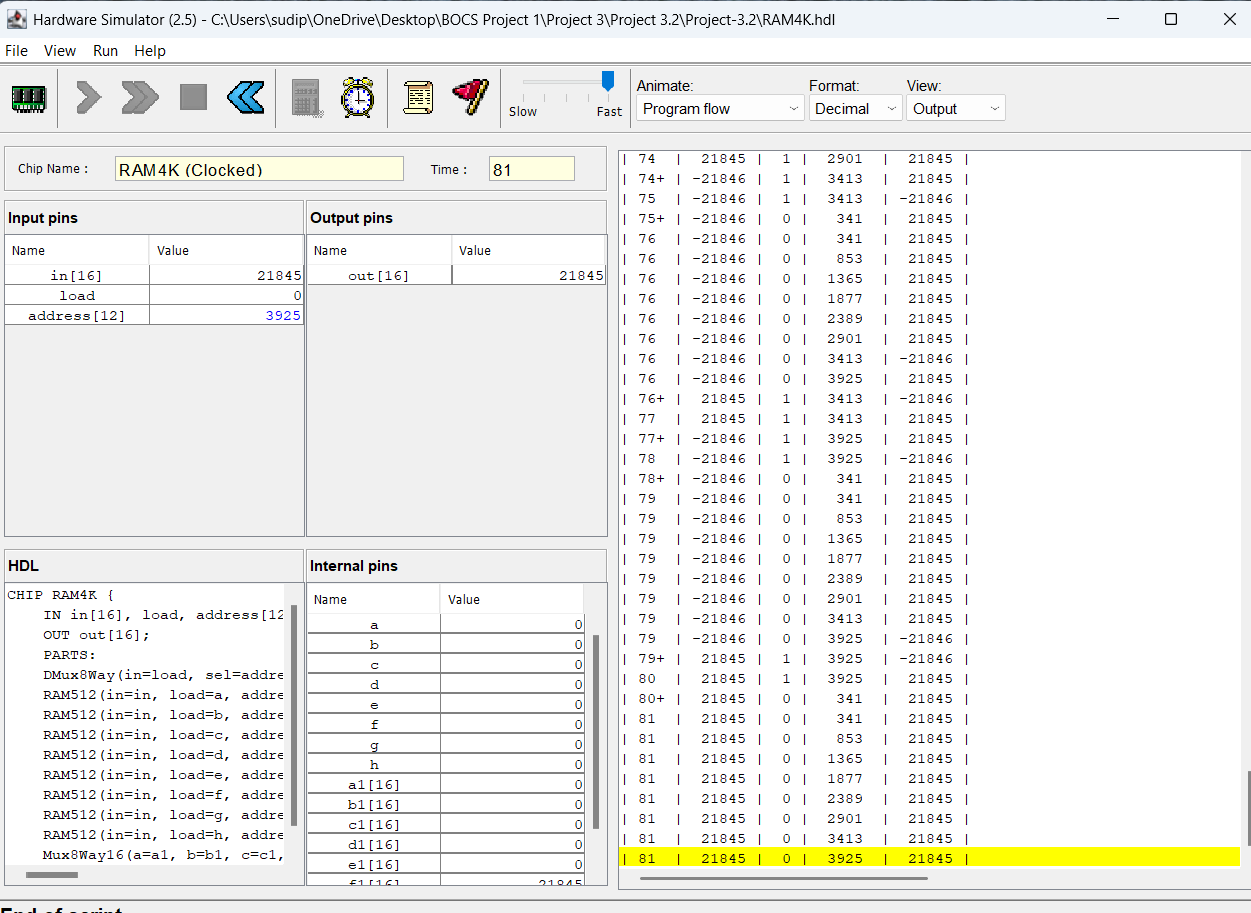 Hardware Simulator (2.5) - C:\Users\sudip\OneDrive\Desktop\BOCS Project 1\Project 3\Project 3.2\Project-3.2\RAM4K.hdl
File View Run Help
Slow Fast
Animate: Format: View:
Program flow Decimal Output
Chip Name : RAM4K (Clocked) Time : 81
Input pins
Name Value
in[16] 21845
load 0
address[12] 3925
Output pins
Name Value
out[16] 21845
HDL
CHIP RAM4K {
IN in[16], load, address[12
OUT out[16];
PARTS:
DMux8Way(in=load, sel=addre
RAM512(in=in, load=a, addre
RAM512(in=in, load=b, addre
RAM512(in=in, load=c, addre
RAM512(in=in, load=d, addre
RAM512(in=in, load=e, addre
RAM512(in=in, load=f, addre
RAM512(in=in, load=g, addre
RAM512(in=in, load=h, addre
Mux8Way16(a=a1, b=b1, c=c1,
Internal pins
Name Value
a 0
b 0
c 0
d 0
e 0
f 0
g 0
h 0
a1[16] 0
b1[16] 0
c1[16] 0
d1[16] 0
e1[16] 0
f1[16] 21845
| 74 | 21845 | 1 | 2901 | 21845 |
| 74+ | -21846 | 1 | 3413 | 21845 |
| 75 | -21846 | 1 | 3413 | -21846 |
| 75+ | -21846 | 0 | 341 | 21845 |
| 76 | -21846 | 0 | 341 | 21845 |
| 76 | -21846 | 0 | 853 | 21845 |
| 76 | -21846 | 0 | 1365 | 21845 |
| 76 | -21846 | 0 | 1877 | 21845 |
| 76 | -21846 | 0 | 2389 | 21845 |
| 76 | -21846 | 0 | 2901 | 21845 |
| 76 | -21846 | 0 | 3413 | -21846 |
| 76 | -21846 | 0 | 3925 | 21845 |
| 76+ | 21845 | 1 | 3413 | -21846 |
| 77 | 21845 | 1 | 3413 | 21845 |
| 77+ | -21846 | 1 | 3925 | 21845 |
| 78 | -21846 | 1 | 3925 | -21846 |
| 78+ | -21846 | 0 | 341 | 21845 |
| 79 | -21846 | 0 | 341 | 21845 |
| 79 | -21846 | 0 | 853 | 21845 |
| 79 | -21846 | 0 | 1365 | 21845 |
| 79 | -21846 | 0 | 1877 | 21845 |
| 79 | -21846 | 0 | 2389 | 21845 |
| 79 | -21846 | 0 | 2901 | 21845 |
| 79 | -21846 | 0 | 3413 | 21845 |
| 79 | -21846 | 0 | 3925 | -21846 |
| 79+ | 21845 | 1 | 3925 | -21846 |
| 80 | 21845 | 1 | 3925 | 21845 |
| 80+ | 21845 | 0 | 341 | 21845 |
| 81 | 21845 | 0 | 341 | 21845 |
| 81 | 21845 | 0 | 853 | 21845 |
| 81 | 21845 | 0 | 1365 | 21845 |
| 81 | 21845 | 0 | 1877 | 21845 |
| 81 | 21845 | 0 | 2389 | 21845 |
| 81 | 21845 | 0 | 2901 | 21845 |
| 81 | 21845 | 0 | 3413 | 21845 |
| 81 | 21845 | 0 | 3925 | 21845 |
End of script